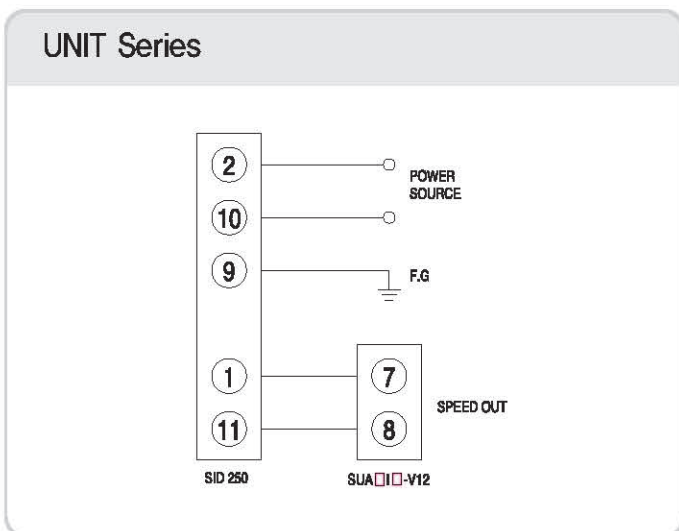 UNIT Series
2
POWER
SOURCE
10
9
F.G
1
7
SPEED OUT
11
8
SID 250
SUA□I□-V12